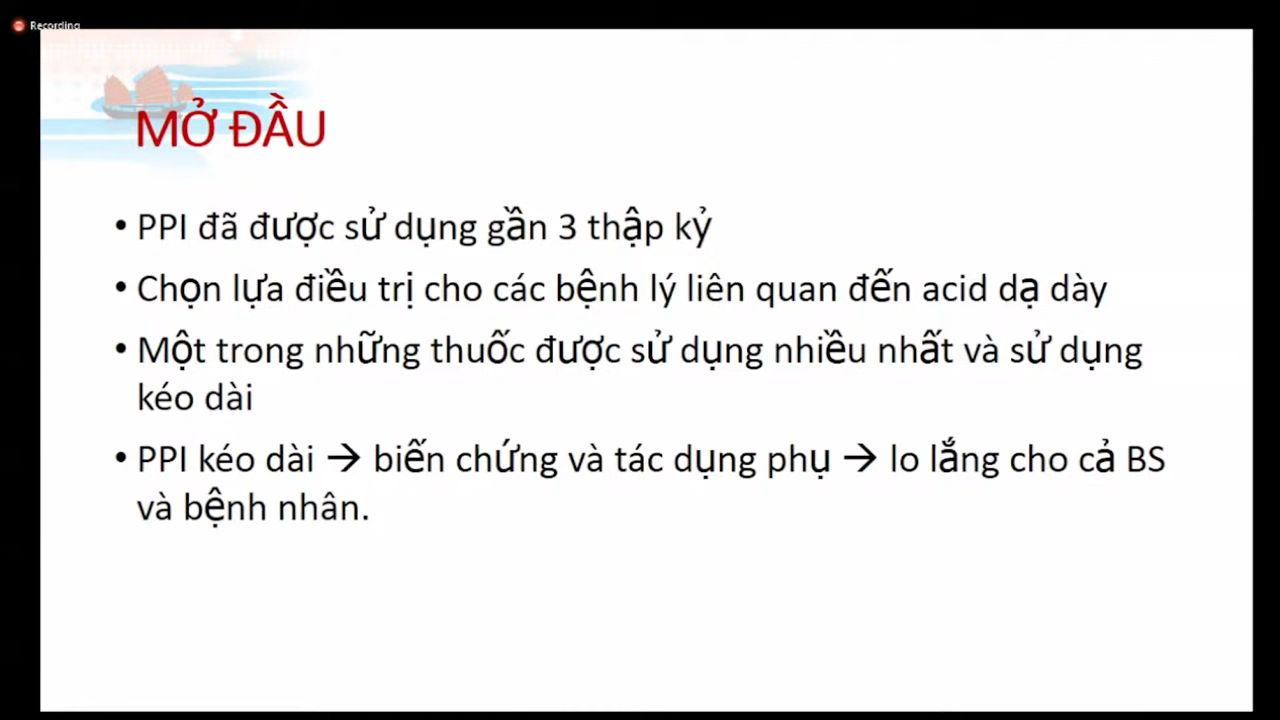 Recording
MỞ ĐẦU
• PPI đã được sử dụng gần 3 thập kỷ
• Chọn lựa điều trị cho các bệnh lý liên quan đến acid dạ dày
• Một trong những thuốc được sử dụng nhiều nhất và sử dụng
kéo dài
• PPI kéo dài → biến chứng và tác dụng phụ → lo lắng cho cả BS
và bệnh nhân.